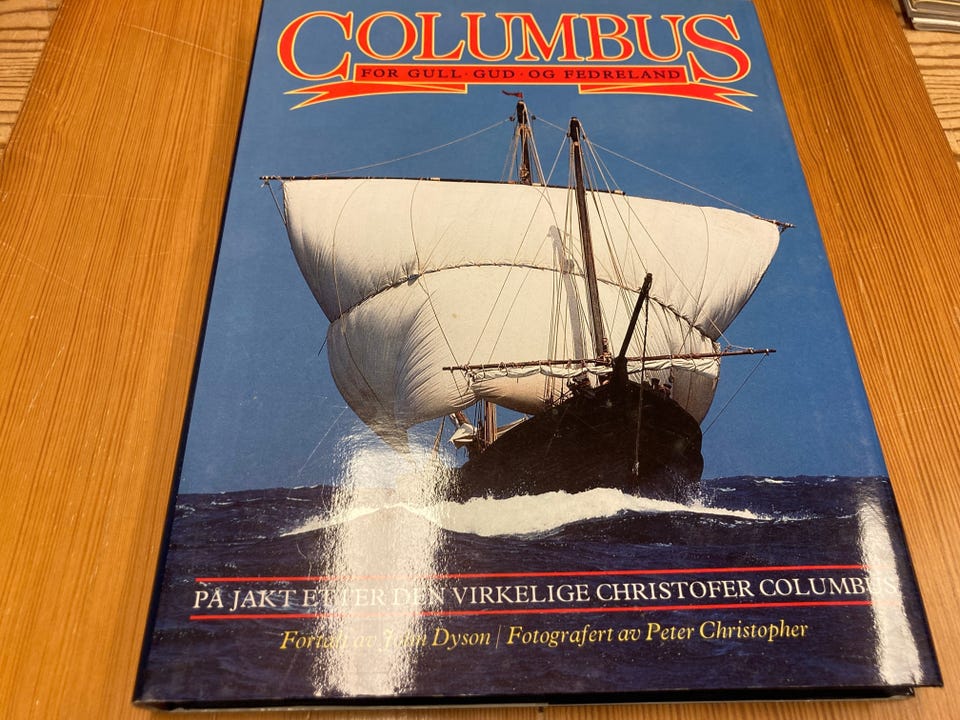 COLUMBUS
FOR GULL · GUD · OG FEDRELAND
PÅ JAKT ETTER DEN VIRKELIGE CHRISTOFER COLUMBUS
Fortalt av John Dyson / Fotografert av Peter Christopher